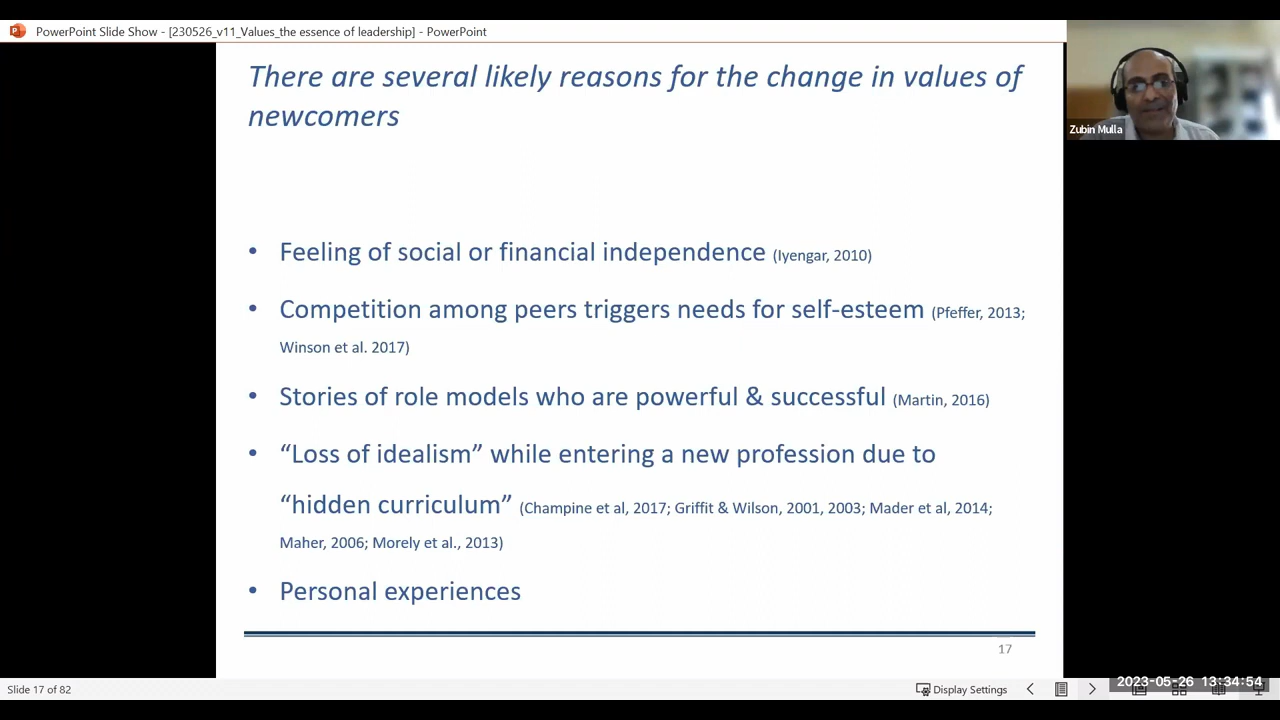 PowerPoint Slide Show - [230526_v11_Values_the essence of leadership] - PowerPoint
There are several likely reasons for the change in values of
newcomers
Zubin Mulla
• Feeling of social or financial independence (Iyengar, 2010)
• Competition among peers triggers needs for self-esteem (Pfeffer, 2013;
Winson et al. 2017)
• Stories of role models who are powerful & successful (Martin, 2016)
• “Loss of idealism” while entering a new profession due to
“hidden curriculum” (Champine et al, 2017; Griffit & Wilson, 2001, 2003; Mader et al, 2014;
Maher, 2006; Morely et al., 2013)
• Personal experiences
17
Slide 17 of 82
Display Settings
2023-05-26 13:34:54